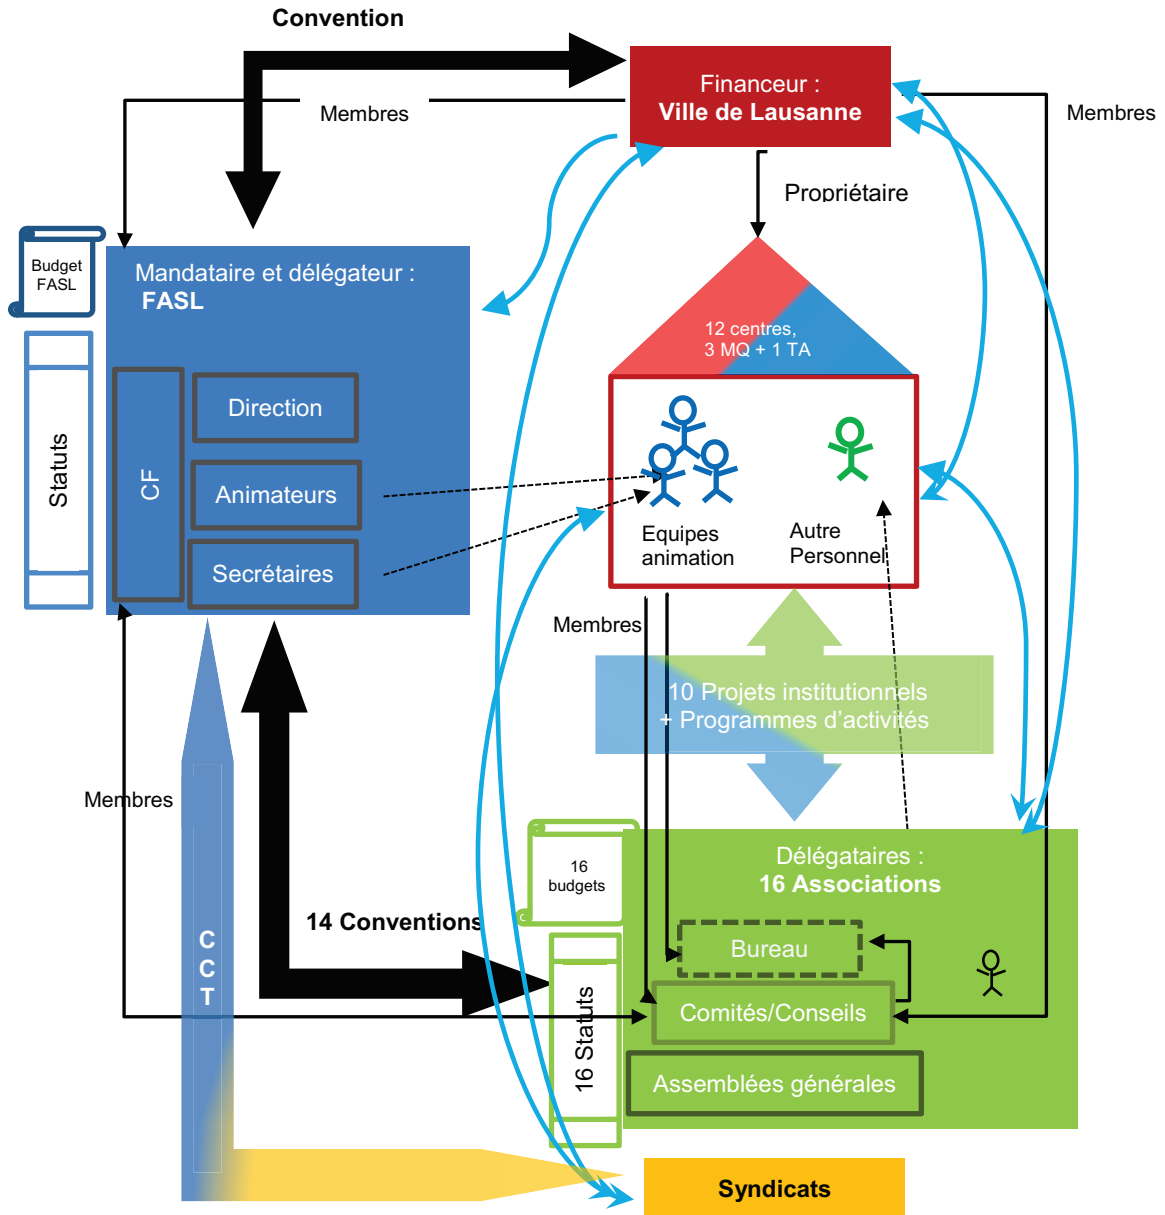 Convention
Financeur :
Ville de Lausanne
Membres
Membres
Propriétaire
Budget
FASL
Mandataire et délégateur :
FASL
12 centres,
3 MQ + 1 TA
Statuts
CF
Direction
Animateurs
Secrétaires
Equipes
animation
Autre
Personnel
Membres
10 Projets institutionnels
+ Programmes d’activités
Membres
16
budgets
Délégataires :
16 Associations
14 Conventions
C
C
T
Bureau
16 Statuts
Comités/Conseils
Assemblées générales
Syndicats